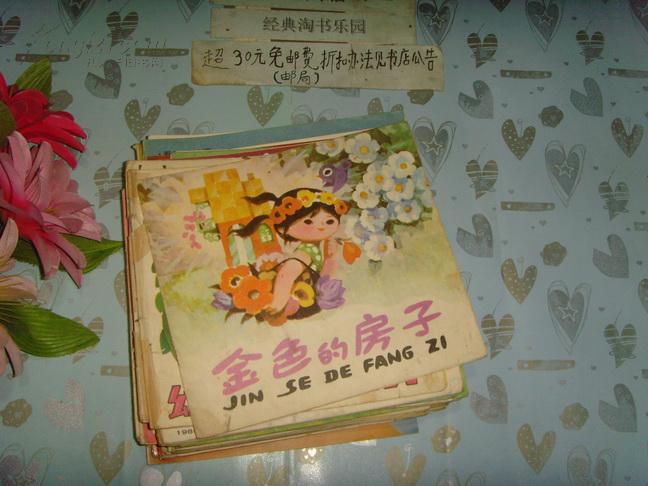 经典淘书乐园
超30元免邮费,折扣办法见书店公告
(邮局)
金色的房子
JIN SE DE FANG ZI
198